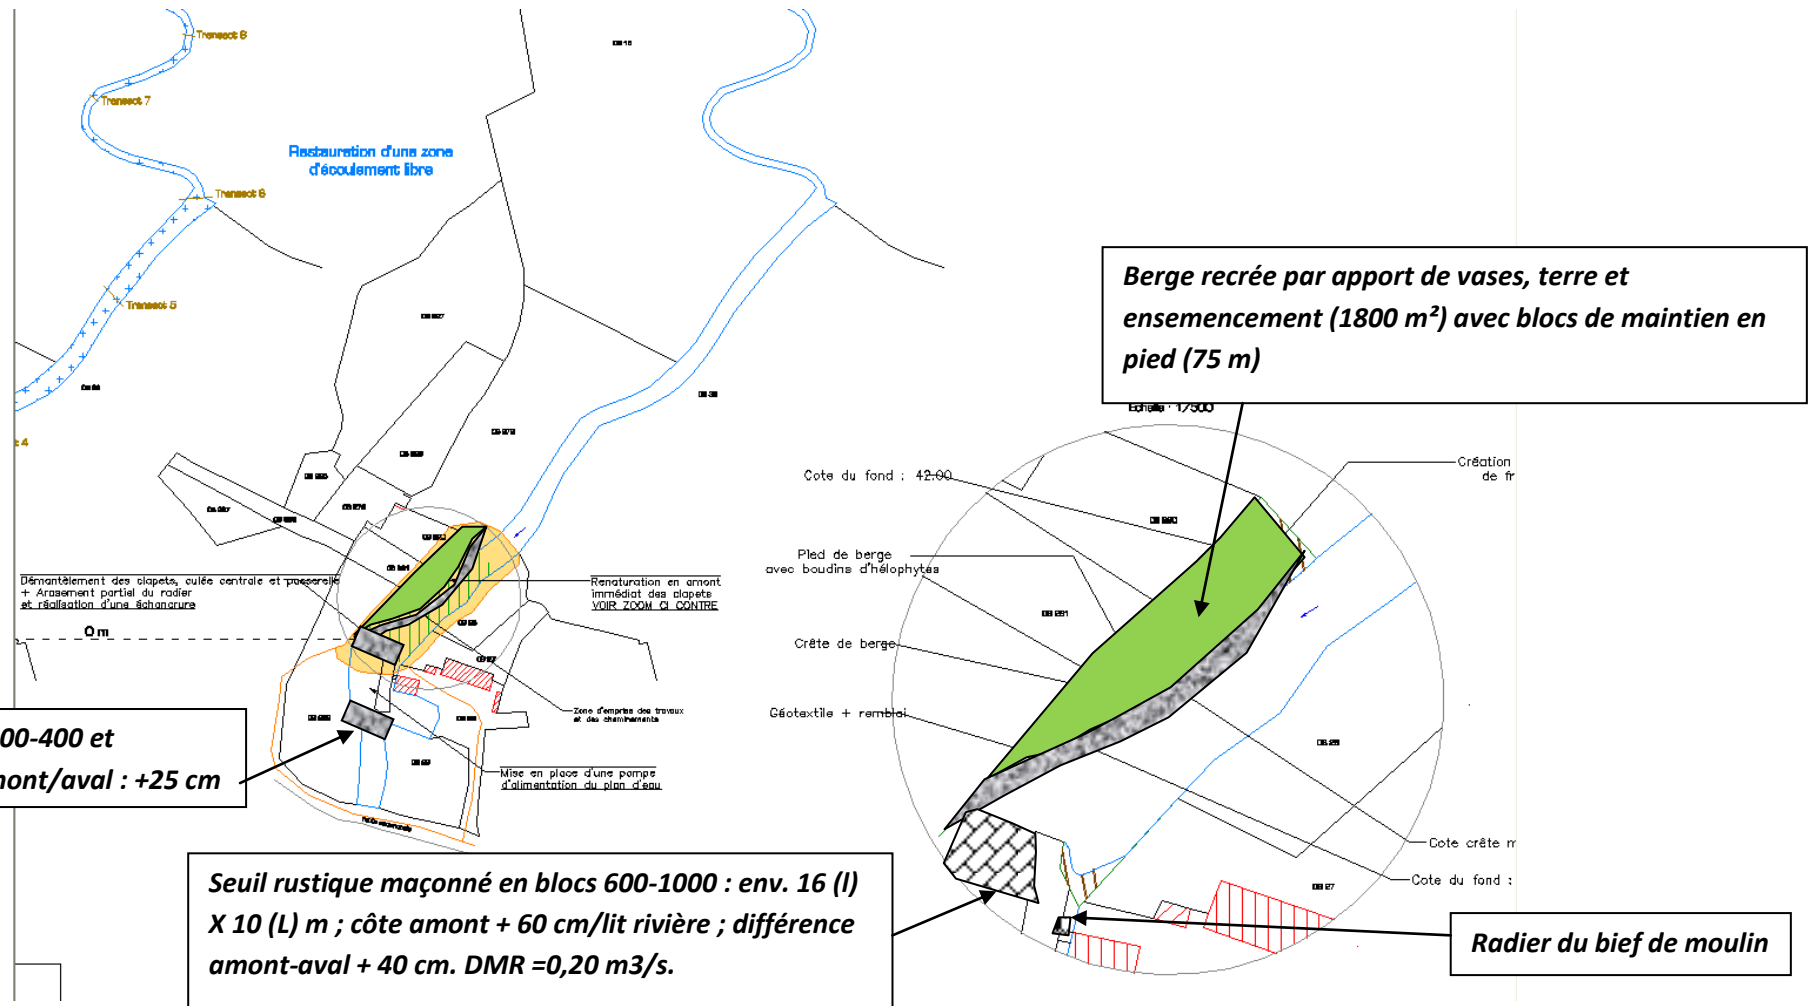 Transect 8
Transect 7
Restauration d'une zone
d'écoulement libre
Transect 6
Transect 5
4
Démantèlement des clapets, culée centrale et passerelle
+ Arasement partiel du radier
et réalisation d'une échancrure
0 m
Renaturation en amont
immédiat des clapets
VOIR ZOOM CI CONTRE
Zone d'emprise des travaux
et des cheminements
Mise en place d'une pompe
d'alimentation du plan d'eau
00-400 et
mont/aval : +25 cm
Seuil rustique maçonné en blocs 600-1000 : env. 16 (l)
X 10 (L) m ; côte amont + 60 cm/lit rivière ; différence
amont-aval + 40 cm. DMR =0,20 m3/s.
Berge recrée par apport de vases, terre et
ensemencement (1800 m²) avec blocs de maintien en
pied (75 m)
Echelle : 1/500
Cote du fond : 42.00
Création
de fr
Pied de berge
avec boudins d'hélophytes
Crête de berge
Géotextile + remblai
Cote crête m
Cote du fond :
Radier du bief de moulin